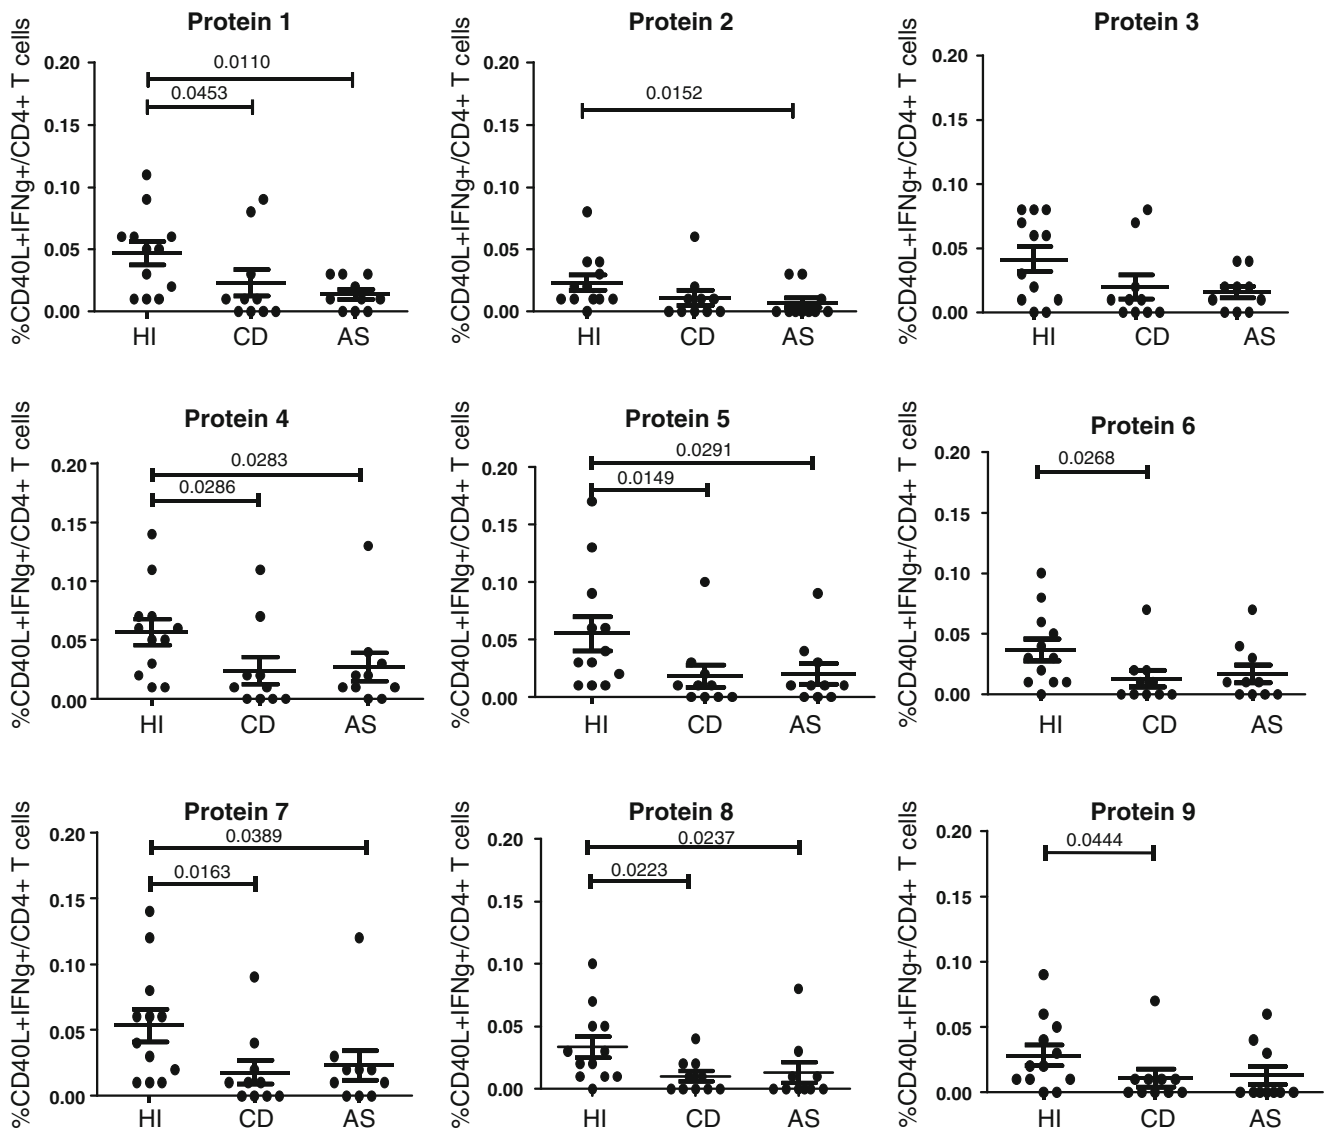 Protein 1
%CD40L+IFNg+/CD4+ T cells
0.20
0.15
0.10
0.05
0.00
0.0110
0.0453
HI CD AS
Protein 2
%CD40L+IFNg+/CD4+ T cells
0.20
0.15
0.10
0.05
0.00
0.0152
HI CD AS
Protein 3
%CD40L+IFNg+/CD4+ T cells
0.20
0.15
0.10
0.05
0.00
HI CD AS
Protein 4
%CD40L+IFNg+/CD4+ T cells
0.20
0.15
0.10
0.05
0.00
0.0283
0.0286
HI CD AS
Protein 5
%CD40L+IFNg+/CD4+ T cells
0.20
0.15
0.10
0.05
0.00
0.0291
0.0149
HI CD AS
Protein 6
%CD40L+IFNg+/CD4+ T cells
0.20
0.15
0.10
0.05
0.00
0.0268
HI CD AS
Protein 7
%CD40L+IFNg+/CD4+ T cells
0.20
0.15
0.10
0.05
0.00
0.0389
0.0163
HI CD AS
Protein 8
%CD40L+IFNg+/CD4+ T cells
0.20
0.15
0.10
0.05
0.00
0.0237
0.0223
HI CD AS
Protein 9
%CD40L+IFNg+/CD4+ T cells
0.20
0.15
0.10
0.05
0.00
0.0444
HI CD AS